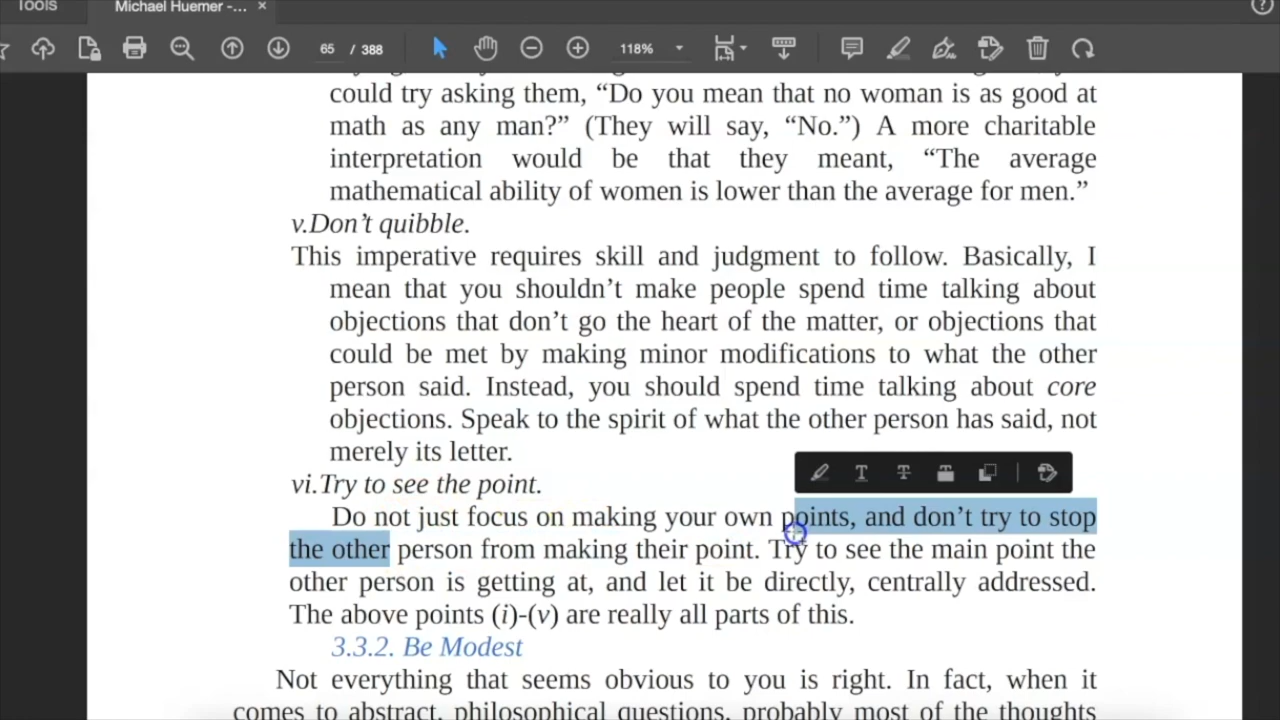 Tools
Michael Huemer -... ×
65 / 388
118%
could try asking them, “Do you mean that no woman is as good at
math as any man?” (They will say, “No.”) A more charitable
interpretation would be that they meant, “The average
mathematical ability of women is lower than the average for men.”
v.Don’t quibble.
This imperative requires skill and judgment to follow. Basically, I
mean that you shouldn’t make people spend time talking about
objections that don’t go the heart of the matter, or objections that
could be met by making minor modifications to what the other
person said. Instead, you should spend time talking about core
objections. Speak to the spirit of what the other person has said, not
merely its letter.
vi.Try to see the point.
Do not just focus on making your own points, and don’t try to stop
the other person from making their point. Try to see the main point the
other person is getting at, and let it be directly, centrally addressed.
The above points (i)-(v) are really all parts of this.
3.3.2. Be Modest
Not everything that seems obvious to you is right. In fact, when it
comes to abstract, philosophical questions, probably most of the thoughts